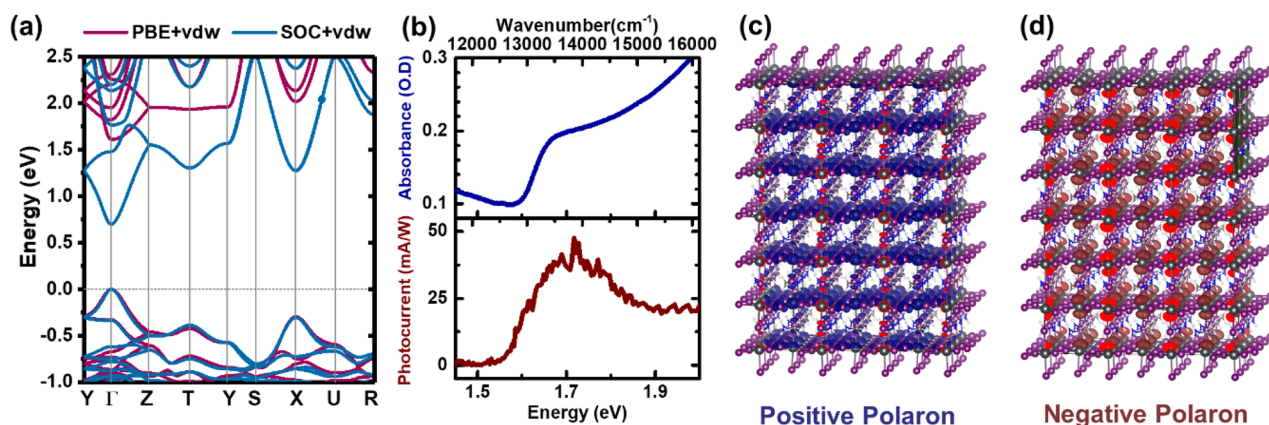 (a) PBE+vdw SOC+vdw
Energy (eV)
2.5
2.0
1.5
1.0
0.5
0.0
-0.5
-1.0
Y Γ Z T Y S X U R
(b) Wavenumber(cm⁻¹)
12000 13000 14000 15000 16000
Absorbance (O.D)
0.3
0.2
0.1
Photocurrent (mA/W)
50
25
0
1.5 1.7 1.9
Energy (eV)
(c)
Positive Polaron
(d)
Negative Polaron